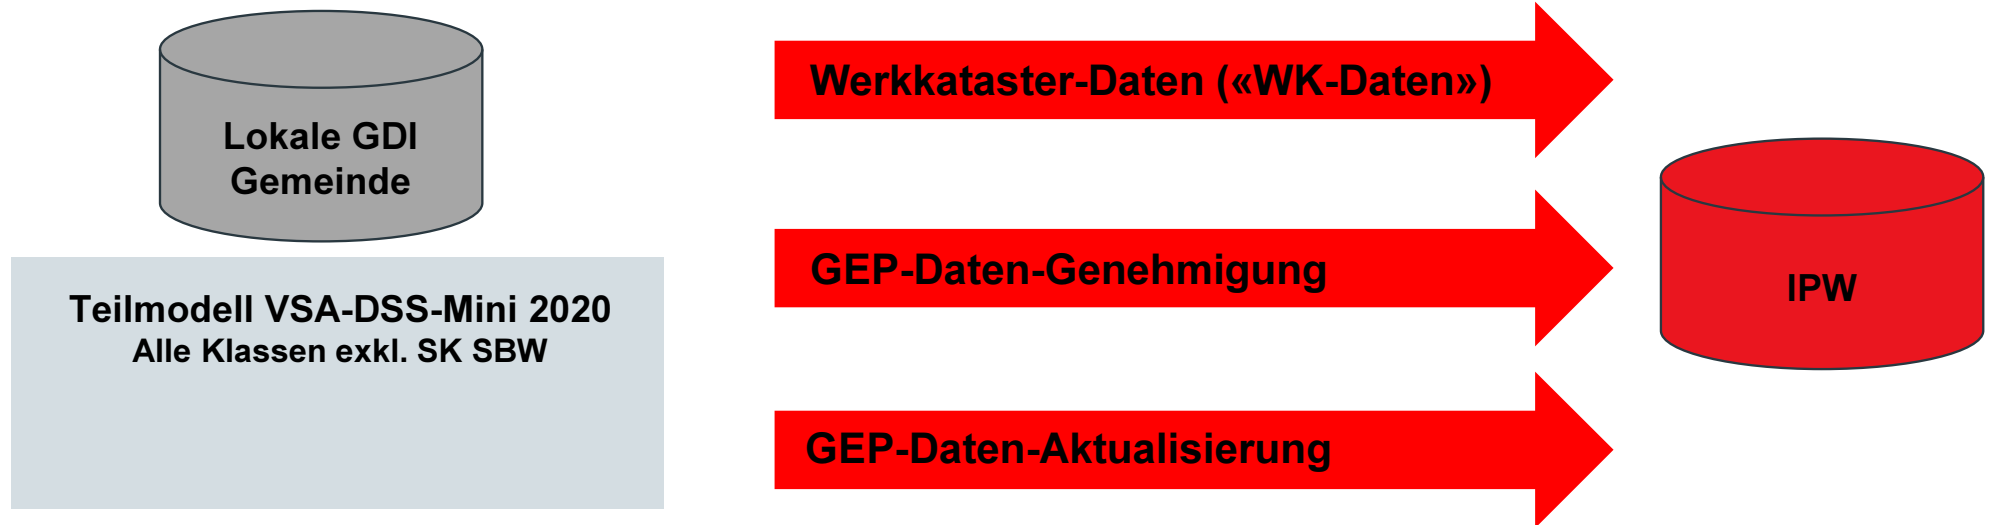 Lokale GDI
Gemeinde
Teilmodell VSA-DSS-Mini 2020
Alle Klassen exkl. SK SBW
Werkkataster-Daten («WK-Daten»)
GEP-Daten-Genehmigung
GEP-Daten-Aktualisierung
IPW